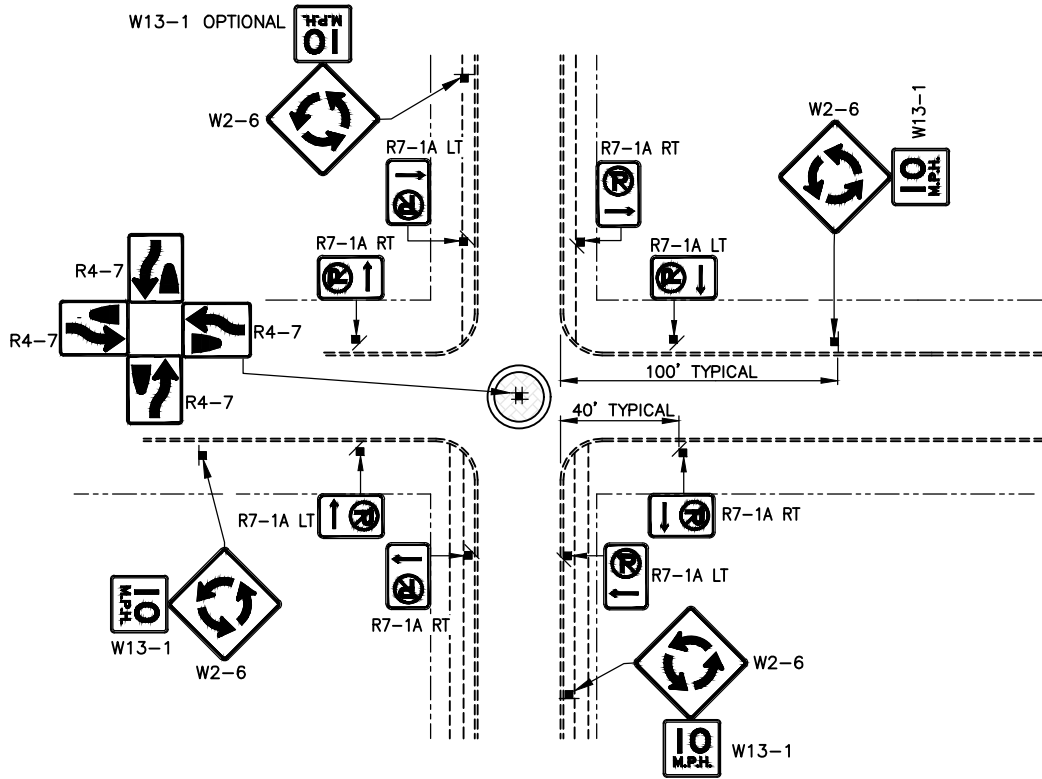 W13-1 OPTIONAL
10
M.P.H.
W2-6
R7-1A LT
R
R7-1A RT
R
W2-6
W13-1
10
M.P.H.
R7-1A RT
R
R7-1A LT
R
R4-7
R4-7
R4-7
R4-7
100' TYPICAL
40' TYPICAL
R7-1A LT
R
R7-1A RT
R
R7-1A RT
R
R7-1A LT
R
10
M.P.H.
W13-1
W2-6
W2-6
10
M.P.H.
W13-1